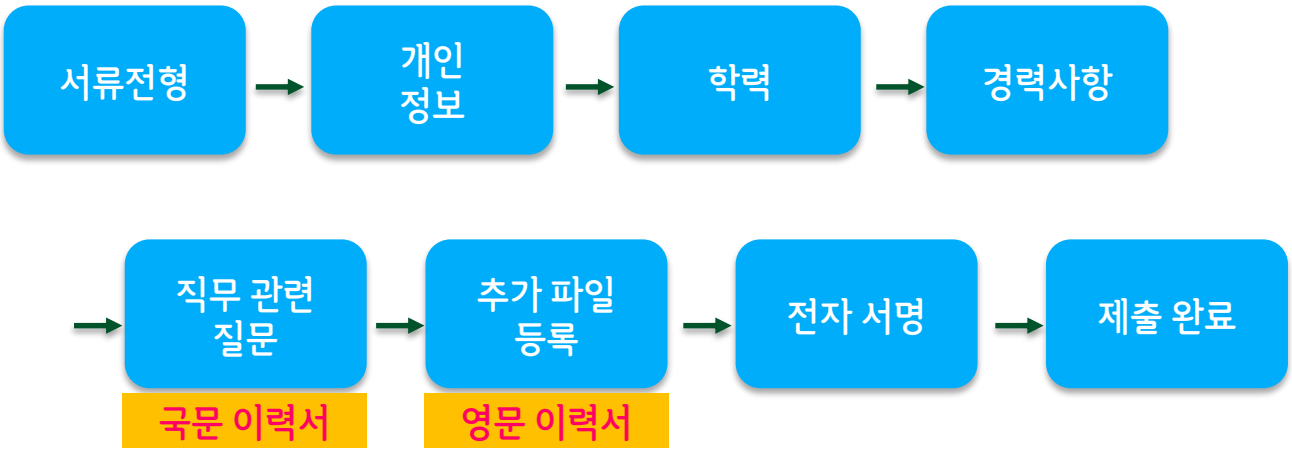 서류전형
개인
정보
학력
경력사항
직무 관련
질문
추가 파일
등록
전자 서명
제출 완료
국문 이력서
영문 이력서